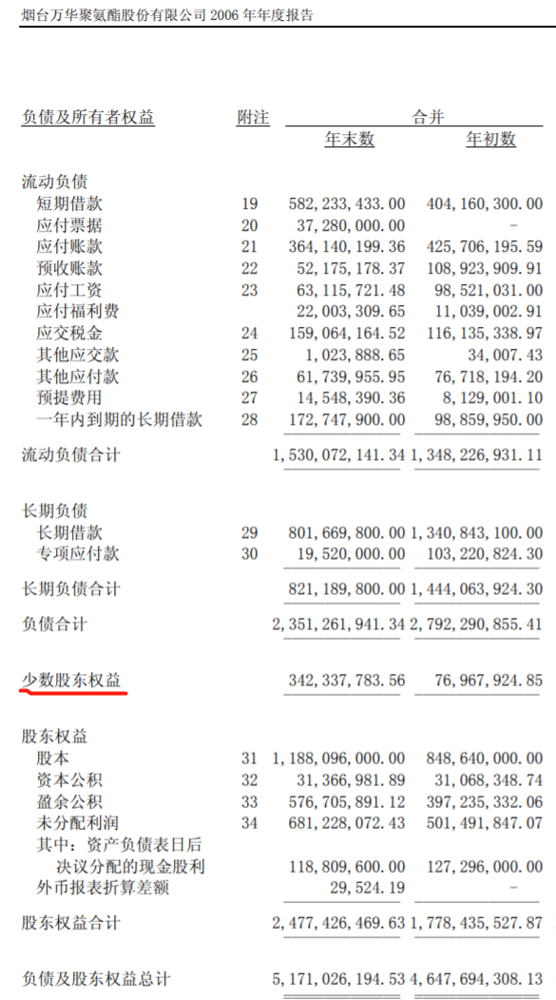 烟台万华聚氨酯股份有限公司 2006 年年度报告
负债及所有者权益 附注 合并
年末数 年初数
流动负债
短期借款 19 582,233,433.00 404,160,300.00
应付票据 20 37,280,000.00 -
应付账款 21 364,140,199.36 425,706,195.59
预收账款 22 52,175,178.37 108,923,909.91
应付工资 23 63,115,721.48 98,521,031.00
应付福利费 22,003,309.65 11,039,002.91
应交税金 24 159,064,164.52 116,135,338.97
其他应交款 25 1,023,888.65 34,007.43
其他应付款 26 61,739,955.95 76,718,194.20
预提费用 27 14,548,390.36 8,129,001.10
一年内到期的长期借款 28 172,747,900.00 98,859,950.00
流动负债合计 1,530,072,141.34 1,348,226,931.11
长期负债
长期借款 29 801,669,800.00 1,340,843,100.00
专项应付款 30 19,520,000.00 103,220,824.30
长期负债合计 821,189,800.00 1,444,063,924.30
负债合计 2,351,261,941.34 2,792,290,855.41
少数股东权益 342,337,783.56 76,967,924.85
股东权益
股本 31 1,188,096,000.00 848,640,000.00
资本公积 32 31,366,981.89 31,068,348.74
盈余公积 33 576,705,891.12 397,235,332.06
未分配利润 34 681,228,072.43 501,491,847.07
其中：资产负债表日后
决议分配的现金股利 118,809,600.00 127,296,000.00
外币报表折算差额 29,524.19 -
股东权益合计 2,477,426,469.63 1,778,435,527.87
负债及股东权益总计 5,171,026,194.53 4,647,694,308.13